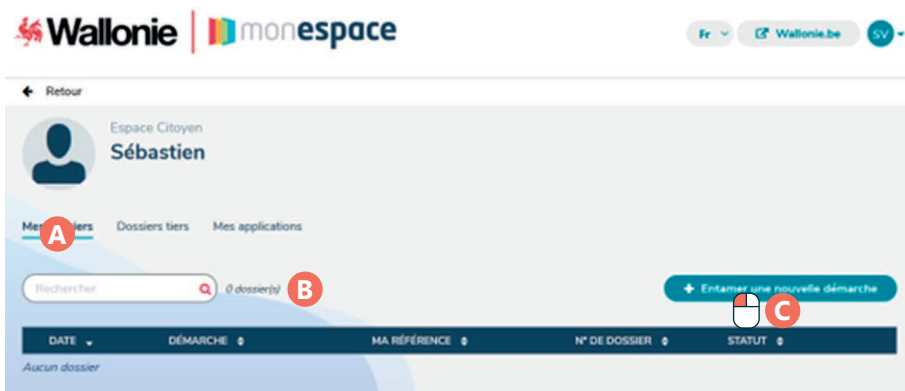 Wallonie monespace
Fr Wallonie.be SV
Retour
Espace Citoyen
Sébastien
A Dossiers tiers Mes applications
Rechercher 0 dossier(s) B
Entamer une nouvelle démarche
C
DATE DÉMARCHE MA RÉFÉRENCE N° DE DOSSIER STATUT
Aucun dossier